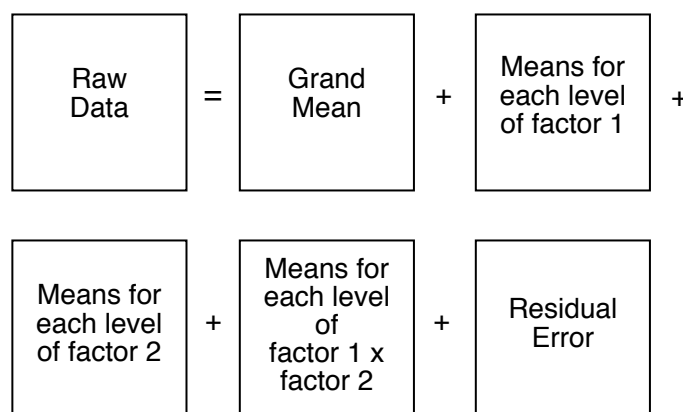 Raw
Data
=
Grand
Mean
+
Means for
each level
of factor 1
+
Means for
each level
of factor 2
+
Means for
each level
of
factor 1 x
factor 2
+
Residual
Error